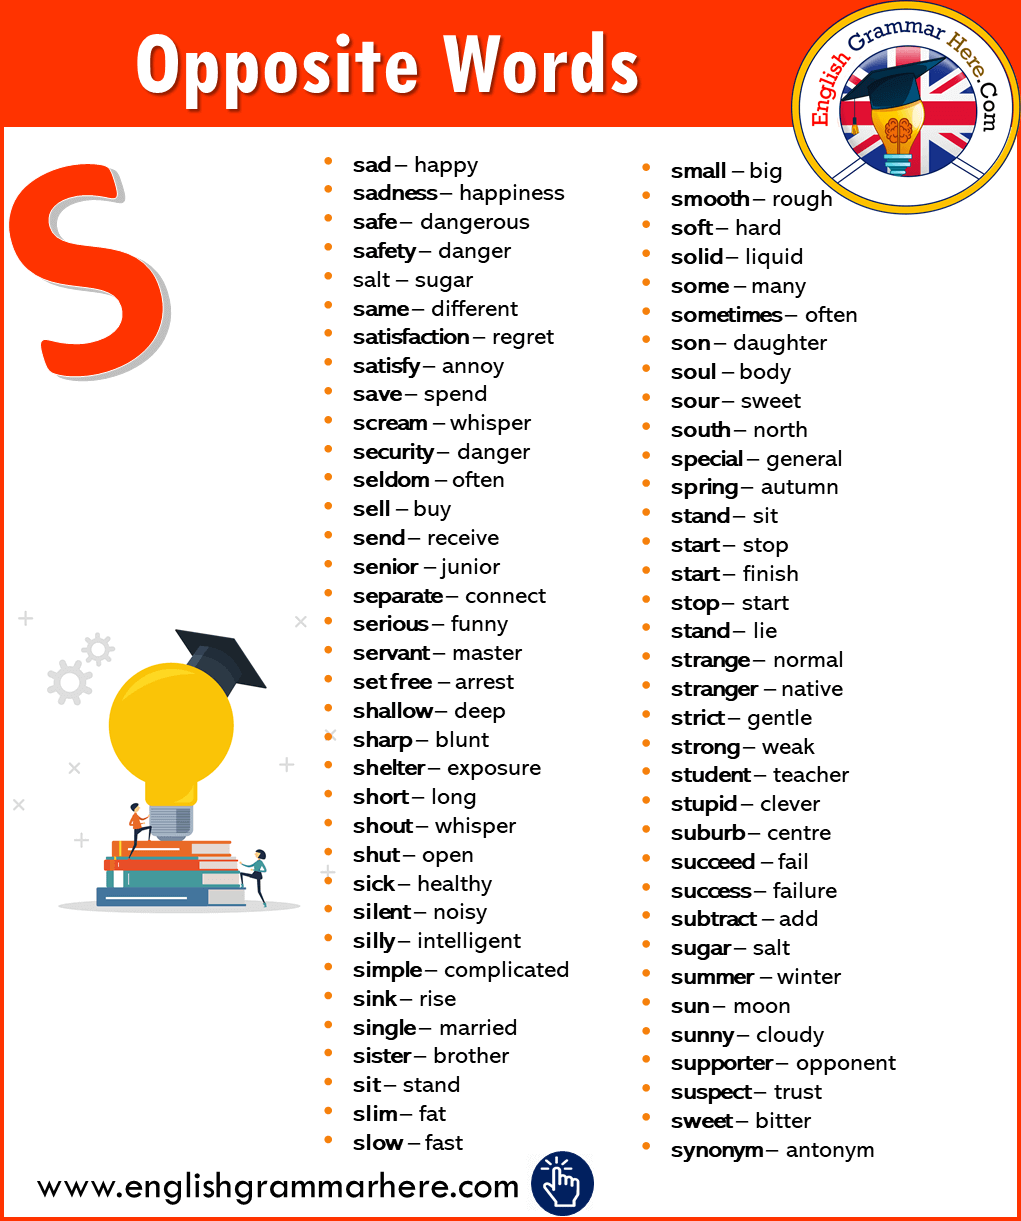 Opposite Words
English Grammar Here.Com
S
sad – happy
sadness – happiness
safe – dangerous
safety – danger
salt – sugar
same – different
satisfaction – regret
satisfy – annoy
save – spend
scream – whisper
security – danger
seldom – often
sell – buy
send – receive
senior – junior
separate – connect
serious – funny
servant – master
set free – arrest
shallow – deep
sharp – blunt
shelter – exposure
short – long
shout – whisper
shut – open
sick – healthy
silent – noisy
silly – intelligent
simple – complicated
sink – rise
single – married
sister – brother
sit – stand
slim – fat
slow – fast
small – big
smooth – rough
soft – hard
solid – liquid
some – many
sometimes – often
son – daughter
soul – body
sour – sweet
south – north
special – general
spring – autumn
stand – sit
start – stop
start – finish
stop – start
stand – lie
strange – normal
stranger – native
strict – gentle
strong – weak
student – teacher
stupid – clever
suburb – centre
succeed – fail
success – failure
subtract – add
sugar – salt
summer – winter
sun – moon
sunny – cloudy
supporter – opponent
suspect – trust
sweet – bitter
synonym – antonym
www.englishgrammarhere.com